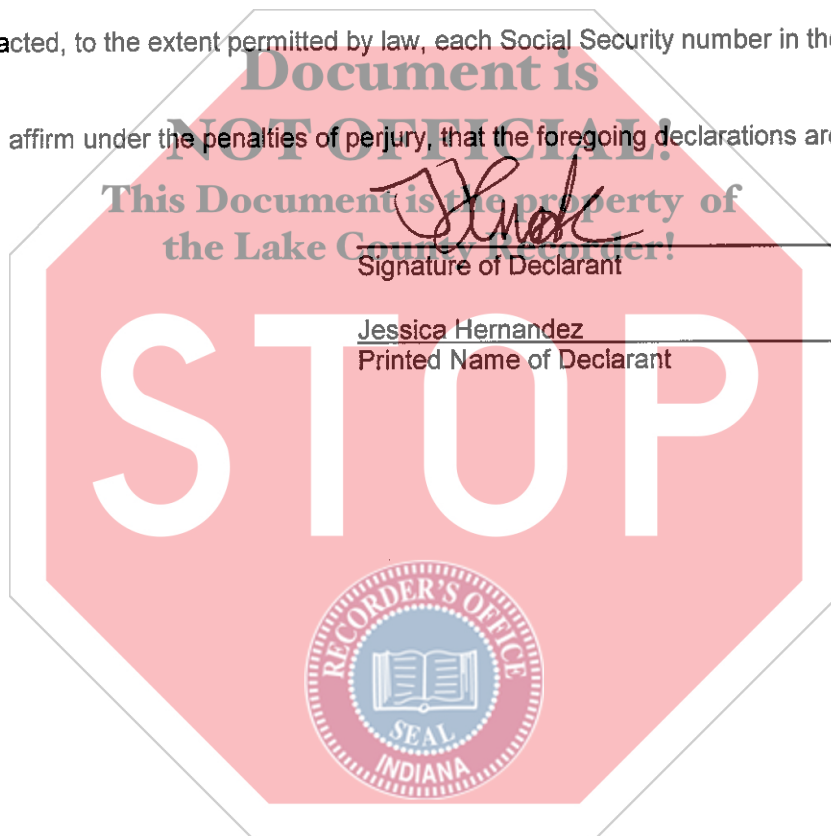 acted, to the extent permitted by law, each Social Security number in the
Document is
NOT OFFICIAL!
affirm under the penalties of perjury, that the foregoing declarations are
This Document is the property of
the Lake County Recorder!
Signature of Declarant
Jessica Hernandez
Printed Name of Declarant
STOP
RECORDER'S OFFICE
SEAL
INDIANA